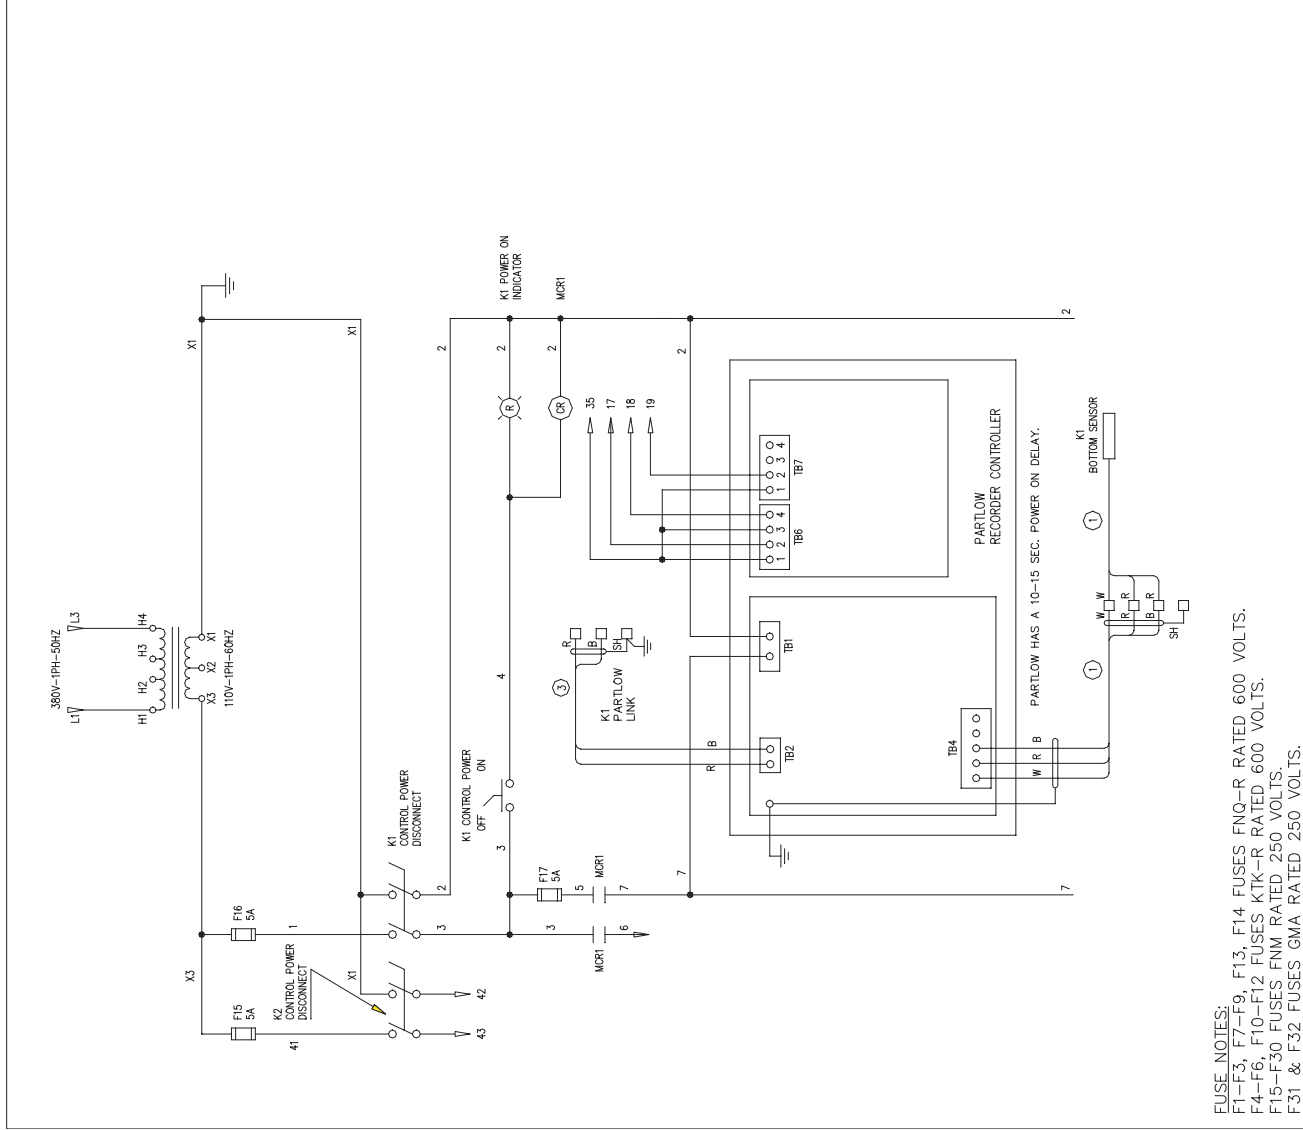 380V-1PH-50HZ
L1
L3
H1
H2
H3
H4
X3
X2
X1
110V-1PH-60HZ
X3
X1
F15
5A
F16
5A
41
1
K2
CONTROL POWER
DISCONNECT
X1
X1
K1
CONTROL POWER
DISCONNECT
43
42
3
2
2
K1 CONTROL POWER
OFF
ON
3
4
R
2
K1 POWER ON
INDICATOR
CR
2
MCR1
3
F17
5A
5
MCR1
MCR1
6
7
3
K1
PARTLOW
LINK
R
B
SH
35
17
18
19
7
R
B
2
TB2
TB1
1
2
3
4
TB6
1
2
3
4
TB7
TB4
PARTLOW
RECORDER CONTROLLER
W
R
B
PARTLOW HAS A 10-15 SEC. POWER ON DELAY.
7
2
1
1
K1
BOTTOM SENSOR
W
W
R
R
B
R
SH
FUSE NOTES:
F1-F3, F7-F9, F13, F14 FUSES FNQ-R RATED 600 VOLTS.
F4-F6, F10-F12 FUSES KTK-R RATED 600 VOLTS.
F15-F30 FUSES FNM RATED 250 VOLTS.
F31 & F32 FUSES GMA RATED 250 VOLTS.